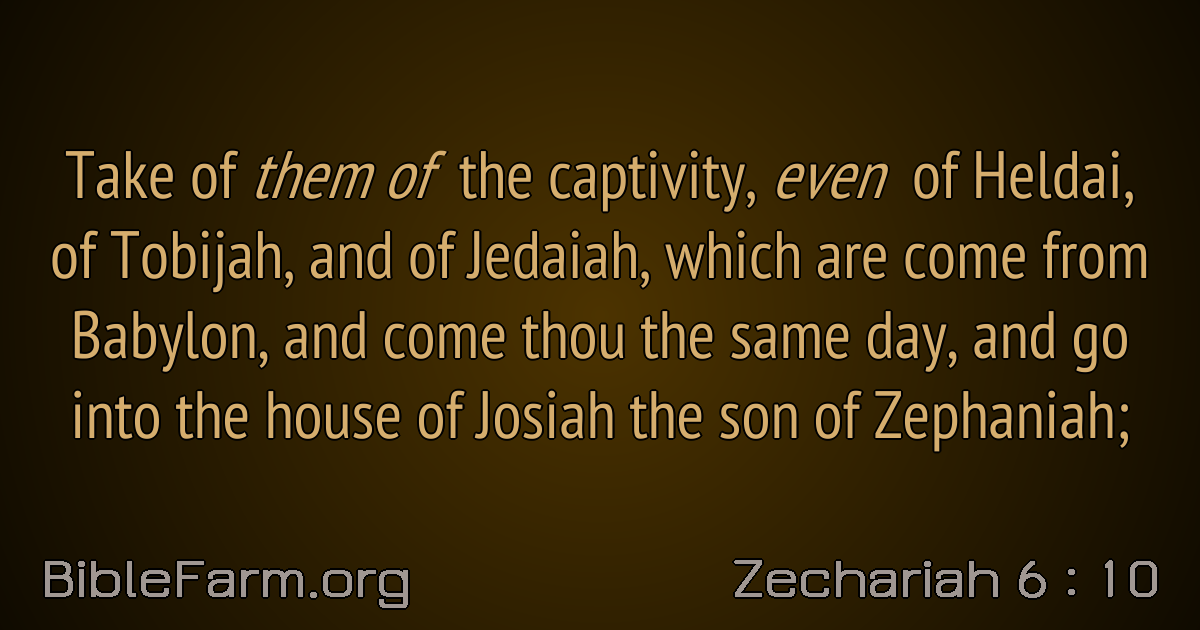 Take of them of the captivity, even of Heldai,
of Tobijah, and of Jedaiah, which are come from
Babylon, and come thou the same day, and go
into the house of Josiah the son of Zephaniah;
BibleFarm.org
Zechariah 6 : 10